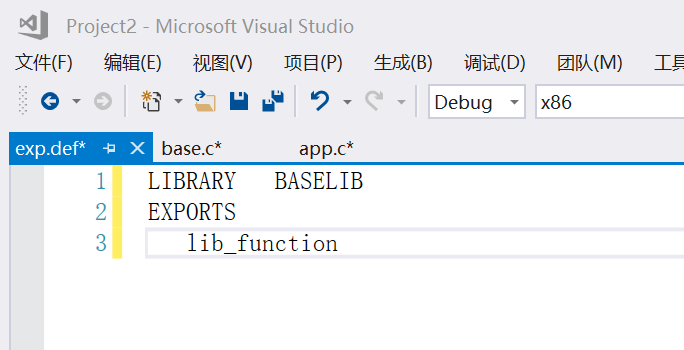 Project2 - Microsoft Visual Studio
文件(F) 编辑(E) 视图(V) 项目(P) 生成(B) 调试(D) 团队(M) 工具
Debug x86
exp.def* base.c* app.c*
1 LIBRARY BASELIB
2 EXPORTS
3 lib_function